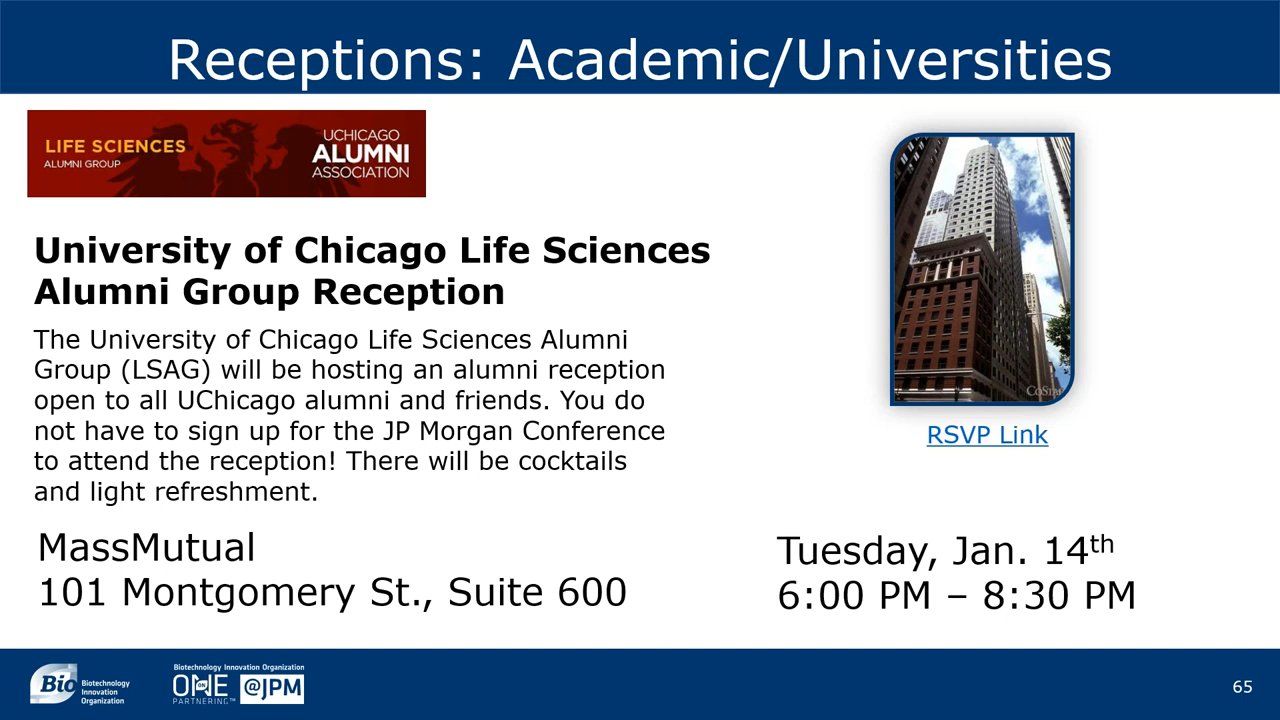 Receptions: Academic/Universities
LIFE SCIENCES
ALUMNI GROUP
UCHICAGO
ALUMNI
ASSOCIATION
University of Chicago Life Sciences
Alumni Group Reception
The University of Chicago Life Sciences Alumni
Group (LSAG) will be hosting an alumni reception
open to all UChicago alumni and friends. You do
not have to sign up for the JP Morgan Conference
to attend the reception! There will be cocktails
and light refreshment.
RSVP Link
MassMutual
101 Montgomery St., Suite 600
Tuesday, Jan. 14th
6:00 PM – 8:30 PM
Bio
Biotechnology
Innovation
Organization
Biotechnology Innovation Organization
ONE
ON
PARTNERING™
@JPM
65